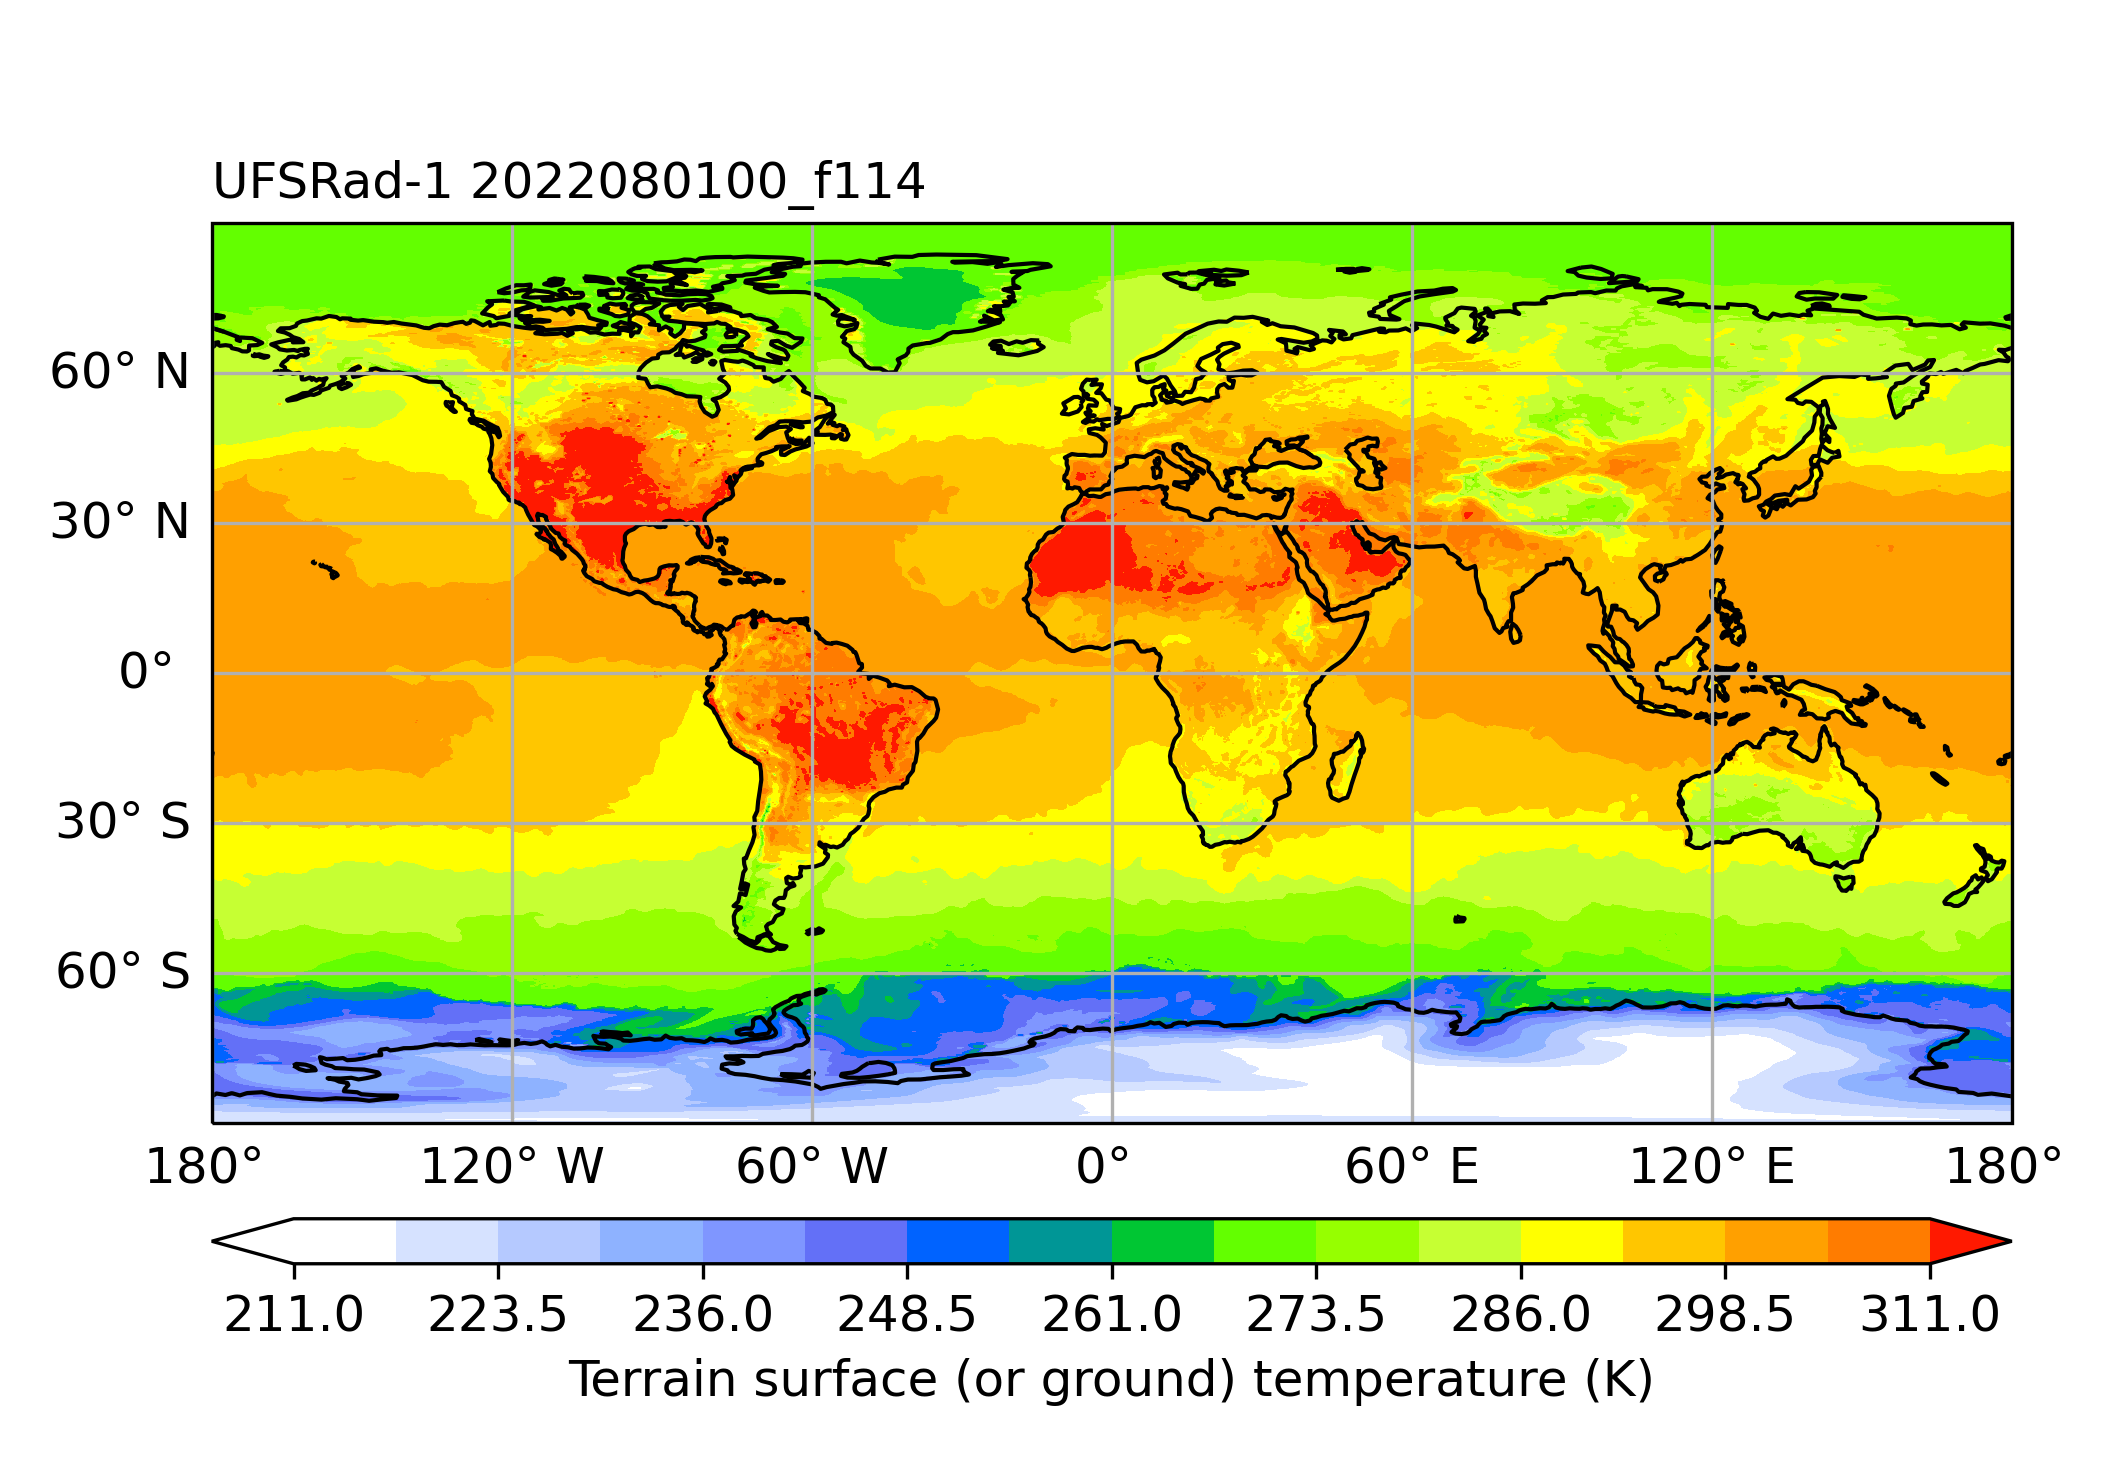 UFSRad-1 2022080100_f114
60° N
30° N
0°
30° S
60° S
180° 120° W 60° W 0° 60° E 120° E 180°
211.0 223.5 236.0 248.5 261.0 273.5 286.0 298.5 311.0
Terrain surface (or ground) temperature (K)